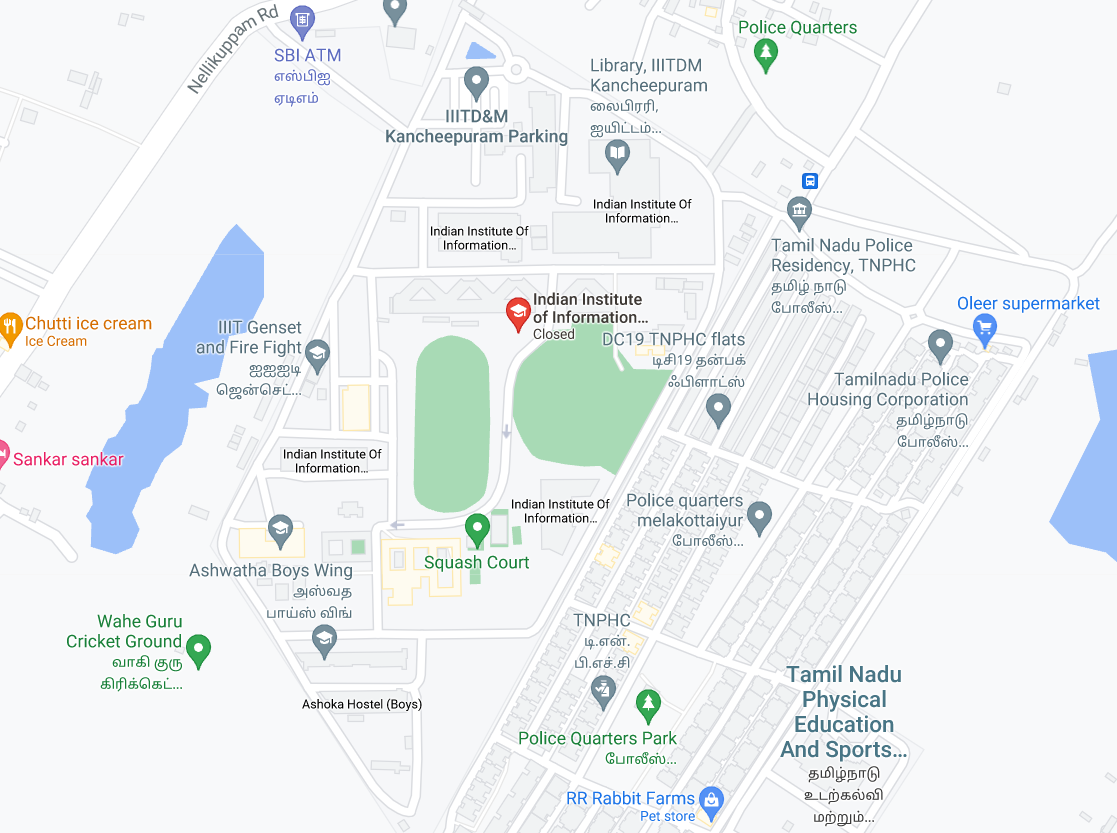 Nellikuppam Rd
SBI ATM
எஸ்பிஐ
ஏடிஎம்
Police Quarters
Library, IIITDM
Kancheepuram
லைபிரரி,
ஐயிட்டம்...
IIITD&M
Kancheepuram Parking
Indian Institute Of
Information...
Indian Institute Of
Information...
Tamil Nadu Police
Residency, TNPHC
தமிழ் நாடு
போலீஸ்...
Indian Institute
of Information...
Closed
Oleer supermarket
Chutti ice cream
Ice Cream
IIIT Genset
and Fire Fight
ஐஐஐடி
ஜென்செட்...
DC19 TNPHC flats
டிசி19 தன்பக்
ஃபிளாட்ஸ்
Tamilnadu Police
Housing Corporation
தமிழ்நாடு
போலீஸ்...
Sankar sankar
Indian Institute Of
Information...
Indian Institute Of
Information...
Police quarters
melakottaiyur
போலீஸ்...
Squash Court
Ashwatha Boys Wing
அஸ்வத
பாய்ஸ் விங்
Wahe Guru
Cricket Ground
வாகி குரு
கிரிக்கெட்...
TNPHC
டி.என்.
பி.எச்.சி
Ashoka Hostel (Boys)
Tamil Nadu
Physical
Education
And Sports...
தமிழ்நாடு
உடற்கல்வி
மற்றும்...
Police Quarters Park
போலீஸ்...
RR Rabbit Farms
Pet store